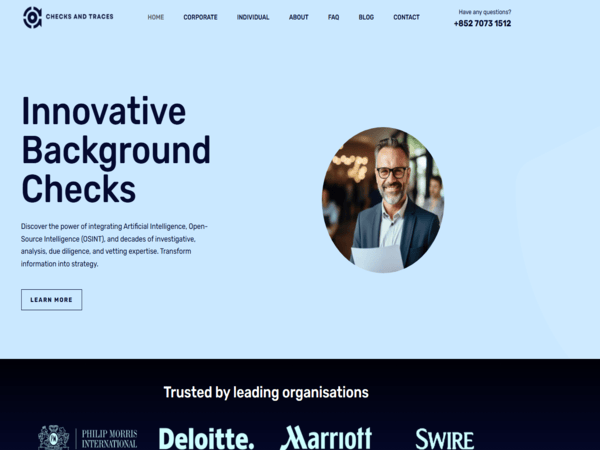 CHECKS AND TRACES
HOME CORPORATE INDIVIDUAL ABOUT FAQ BLOG CONTACT
Have any questions?
+852 7073 1512
Innovative
Background
Checks
Discover the power of integrating Artificial Intelligence, Open-
Source Intelligence (OSINT), and decades of investigative,
analysis, due diligence, and vetting expertise. Transform
information into strategy.
LEARN MORE
Trusted by leading organisations
PHILIP MORRIS
INTERNATIONAL
Deloitte.
Marriott
SWIRE